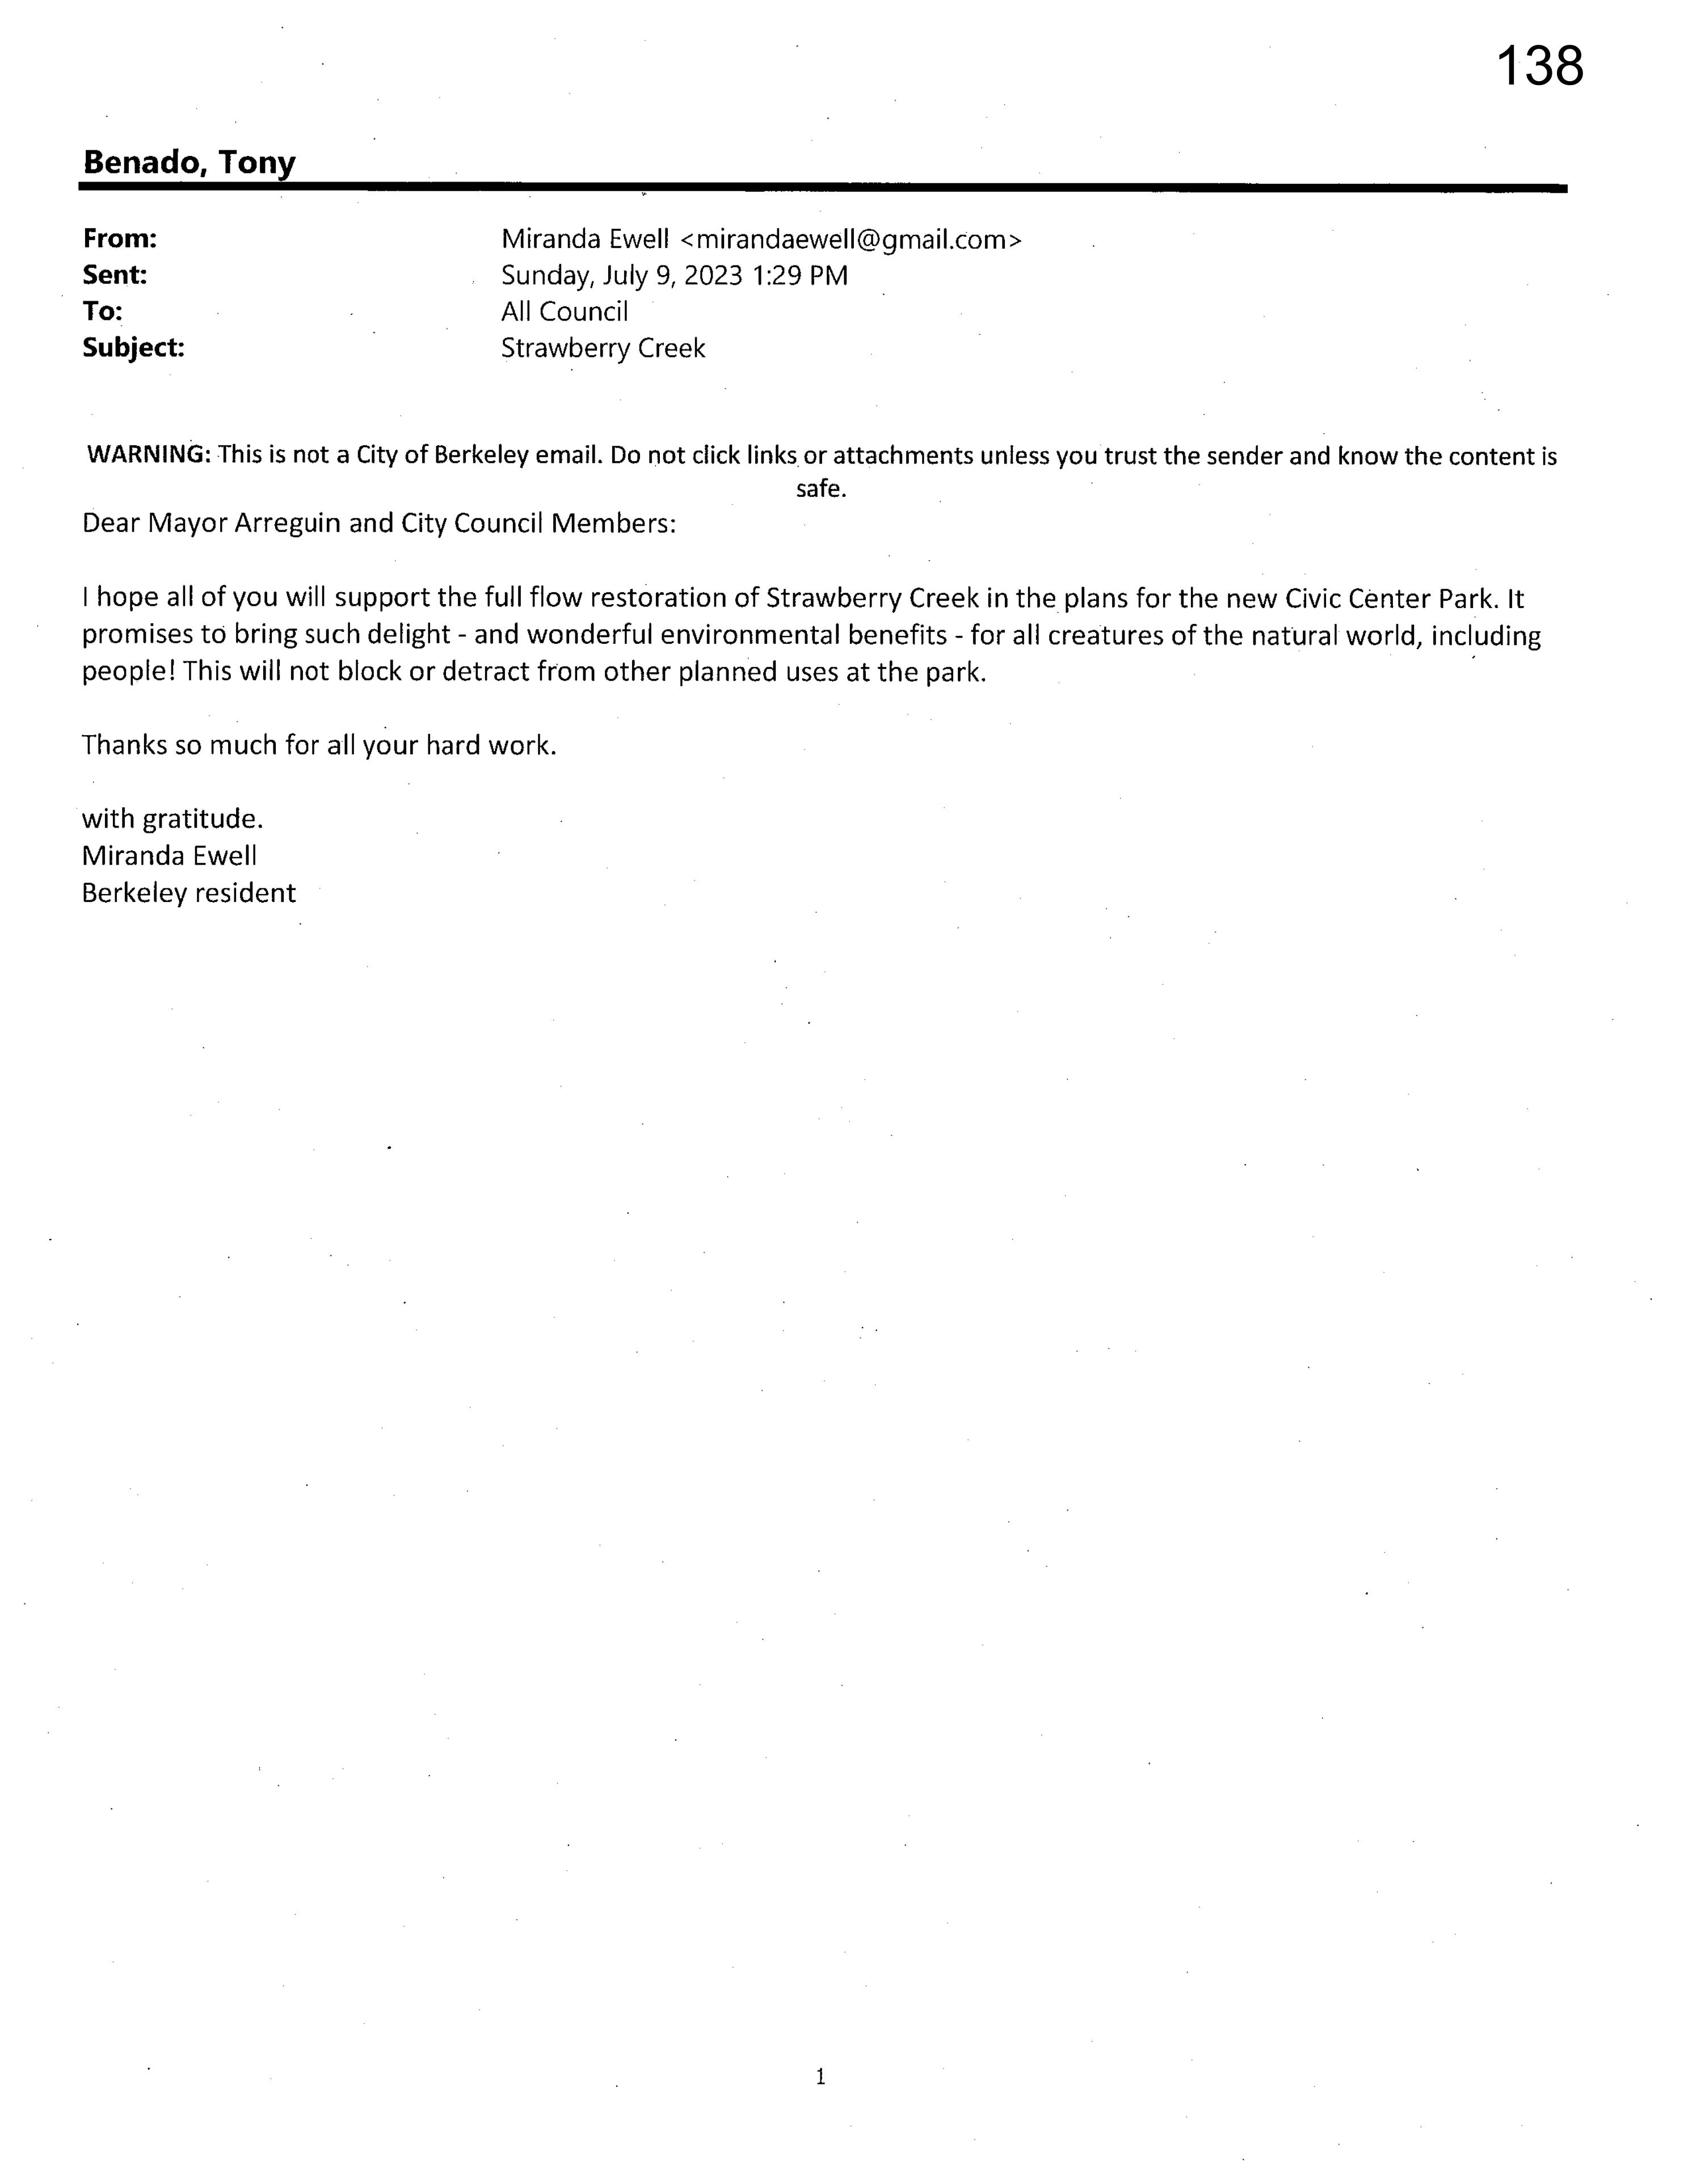 138
Benado, Tony
From: Miranda Ewell <mirandaewell@gmail.com>
Sent: Sunday, July 9, 2023 1:29 PM
To: All Council
Subject: Strawberry Creek
WARNING: This is not a City of Berkeley email. Do not click links or attachments unless you trust the sender and know the content is
safe.
Dear Mayor Arreguin and City Council Members:
I hope all of you will support the full flow restoration of Strawberry Creek in the plans for the new Civic Center Park. It
promises to bring such delight - and wonderful environmental benefits - for all creatures of the natural world, including
people! This will not block or detract from other planned uses at the park.
Thanks so much for all your hard work.
with gratitude.
Miranda Ewell
Berkeley resident
1